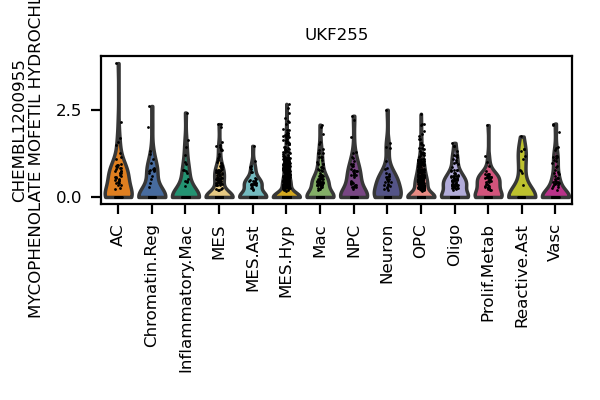 UKF255
CHEMBL1200955
MYCOPHENOLATE MOFETIL
2.5
0.0
AC
Chromatin.Reg
Inflammatory.Mac
MES
MES.Ast
MES.Hyp
Mac
NPC
Neuron
OPC
Oligo
Prolif.Metab
Reactive.Ast
Vasc